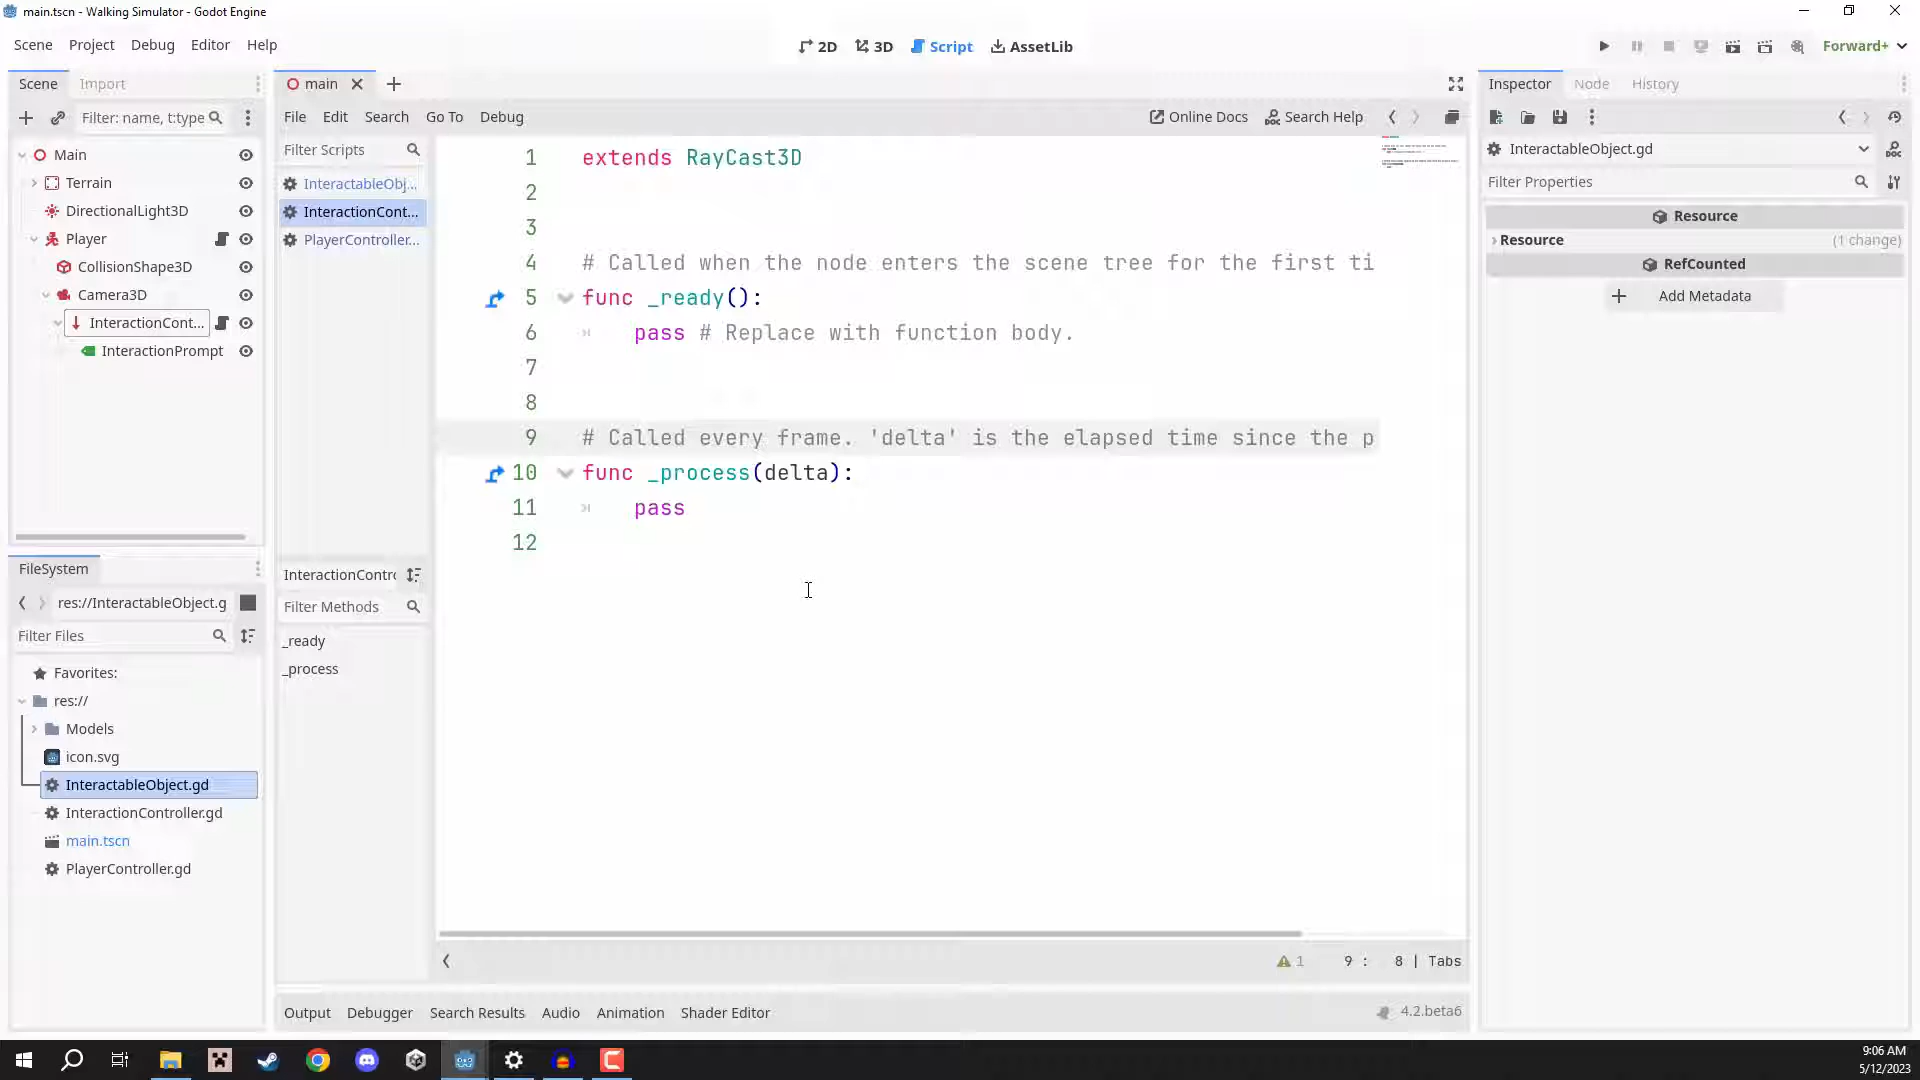 main.tscn - Walking Simulator - Godot Engine
Scene Project Debug Editor Help
2D 3D Script AssetLib
Forward+
Scene Import
main
Inspector Node History
Filter: name, t:type
File Edit Search Go To Debug
Online Docs Search Help
Main
Terrain
DirectionalLight3D
Player
CollisionShape3D
Camera3D
InteractionCont...
InteractionPrompt
Filter Scripts
InteractableObj...
InteractionCont...
PlayerController...
1 extends RayCast3D
2
3
4 # Called when the node enters the scene tree for the first ti
5 func _ready():
6 pass # Replace with function body.
7
8
9 # Called every frame. 'delta' is the elapsed time since the p
10 func _process(delta):
11 pass
12
InteractableObject.gd
Filter Properties
Resource
Resource (1 change)
RefCounted
Add Metadata
FileSystem
res://InteractableObject.g
Filter Files
Favorites:
res://
Models
icon.svg
InteractableObject.gd
InteractionController.gd
main.tscn
PlayerController.gd
InteractionContro
Filter Methods
_ready
_process
1 9 : 8 | Tabs
Output Debugger Search Results Audio Animation Shader Editor
4.2.beta6
9:06 AM
5/12/2023